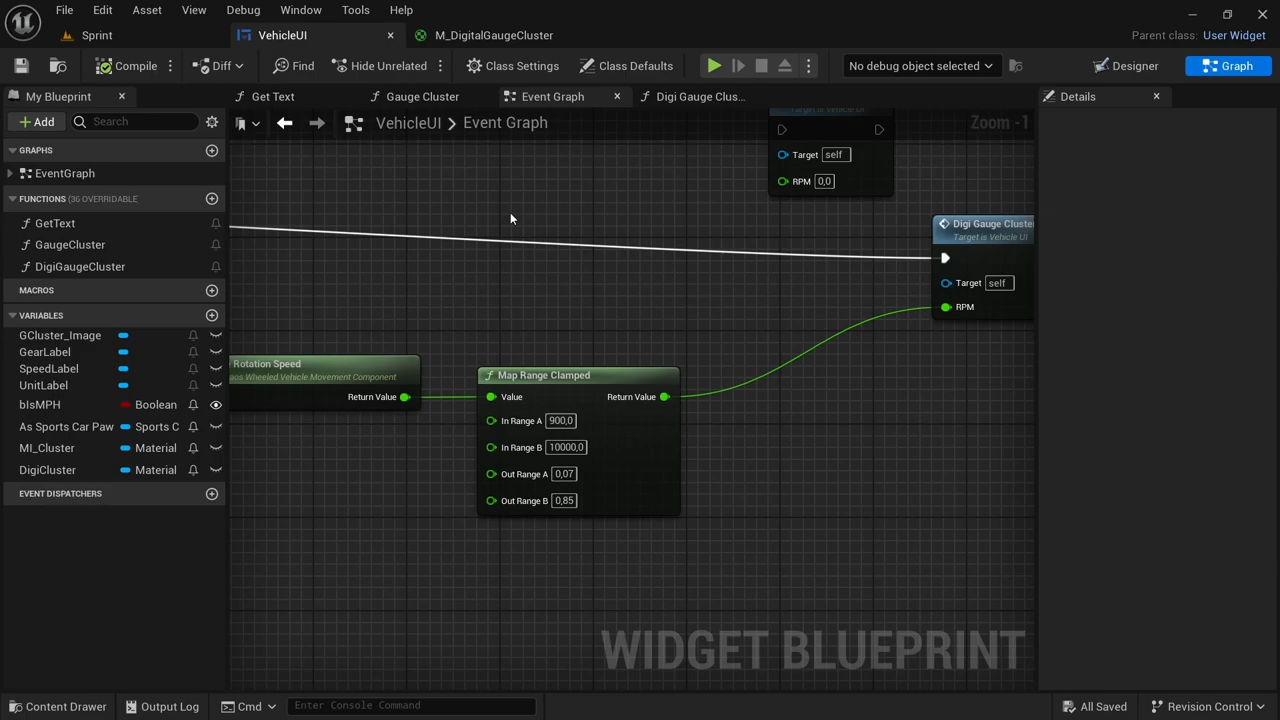 File Edit Asset View Debug Window Tools Help
Sprint VehicleUI M_DigitalGaugeCluster Parent class: User Widget
Compile Diff Find Hide Unrelated Class Settings Class Defaults No debug object selected Designer Graph
My Blueprint Get Text Gauge Cluster Event Graph Digi Gauge Clus... Details
Add Search VehicleUI Event Graph Zoom -1
Target is Vehicle UI
GRAPHS
EventGraph
Target self
RPM 0,0
FUNCTIONS (36 OVERRIDABLE
GetText
GaugeCluster
DigiGaugeCluster
Digi Gauge Cluste
Target is Vehicle UI
Target self
RPM
MACROS
VARIABLES
GCluster_Image
GearLabel
SpeedLabel
UnitLabel
bIsMPH Boolean
As Sports Car Paw Sports C
MI_Cluster Material
DigiCluster Material
EVENT DISPATCHERS
Rotation Speed
aos Wheeled Vehicle Movement Component
Return Value
f Map Range Clamped
Value Return Value
In Range A 900,0
In Range B 10000,0
Out Range A 0,07
Out Range B 0,85
WIDGET BLUEPRINT
Content Drawer Output Log Cmd Enter Console Command All Saved Revision Control